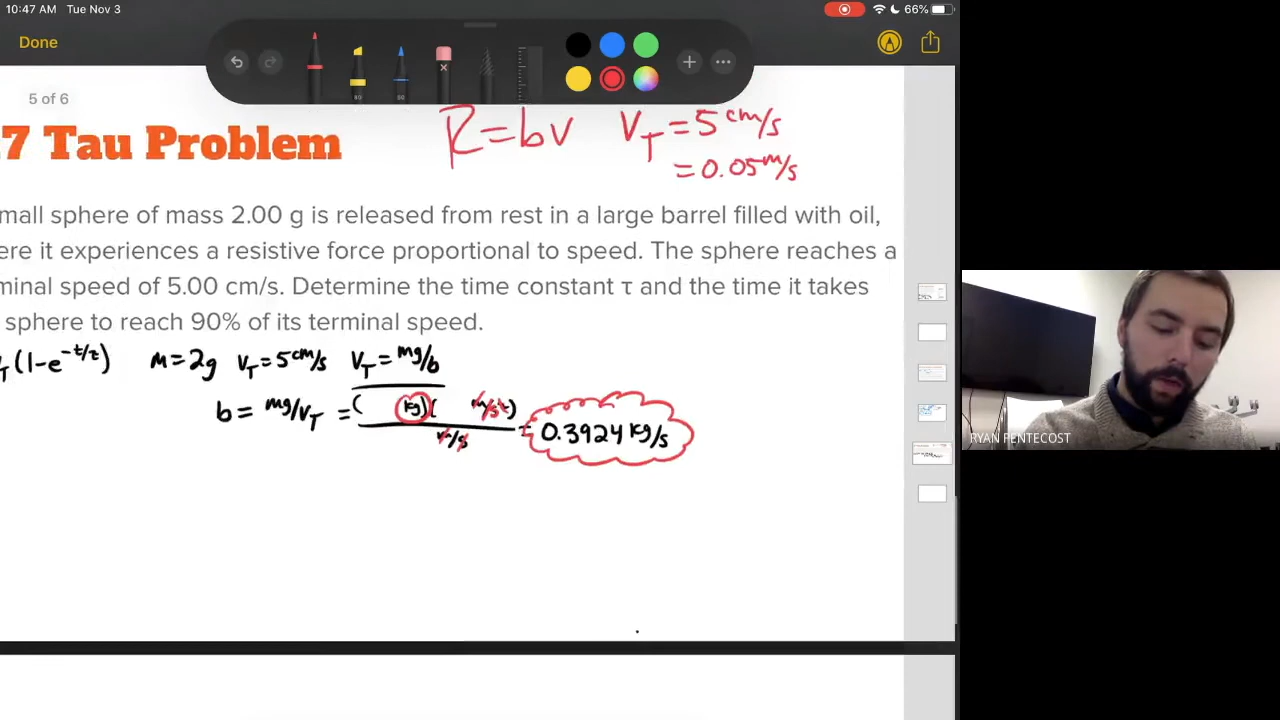 10:47 AM Tue Nov 3
66%
Done
5 of 6
R=bv V_T = 5 cm/s
= 0.05 m/s
7 Tau Problem
mall sphere of mass 2.00 g is released from rest in a large barrel filled with oil,
ere it experiences a resistive force proportional to speed. The sphere reaches a
minal speed of 5.00 cm/s. Determine the time constant τ and the time it takes
sphere to reach 90% of its terminal speed.
T (1-e^-t/τ) m=2g V_T=5 cm/s V_T = mg/b
b = mg/V_T = ( kg)( m/s²) = 0.3924 kg/s
m/s
RYAN PENTECOST